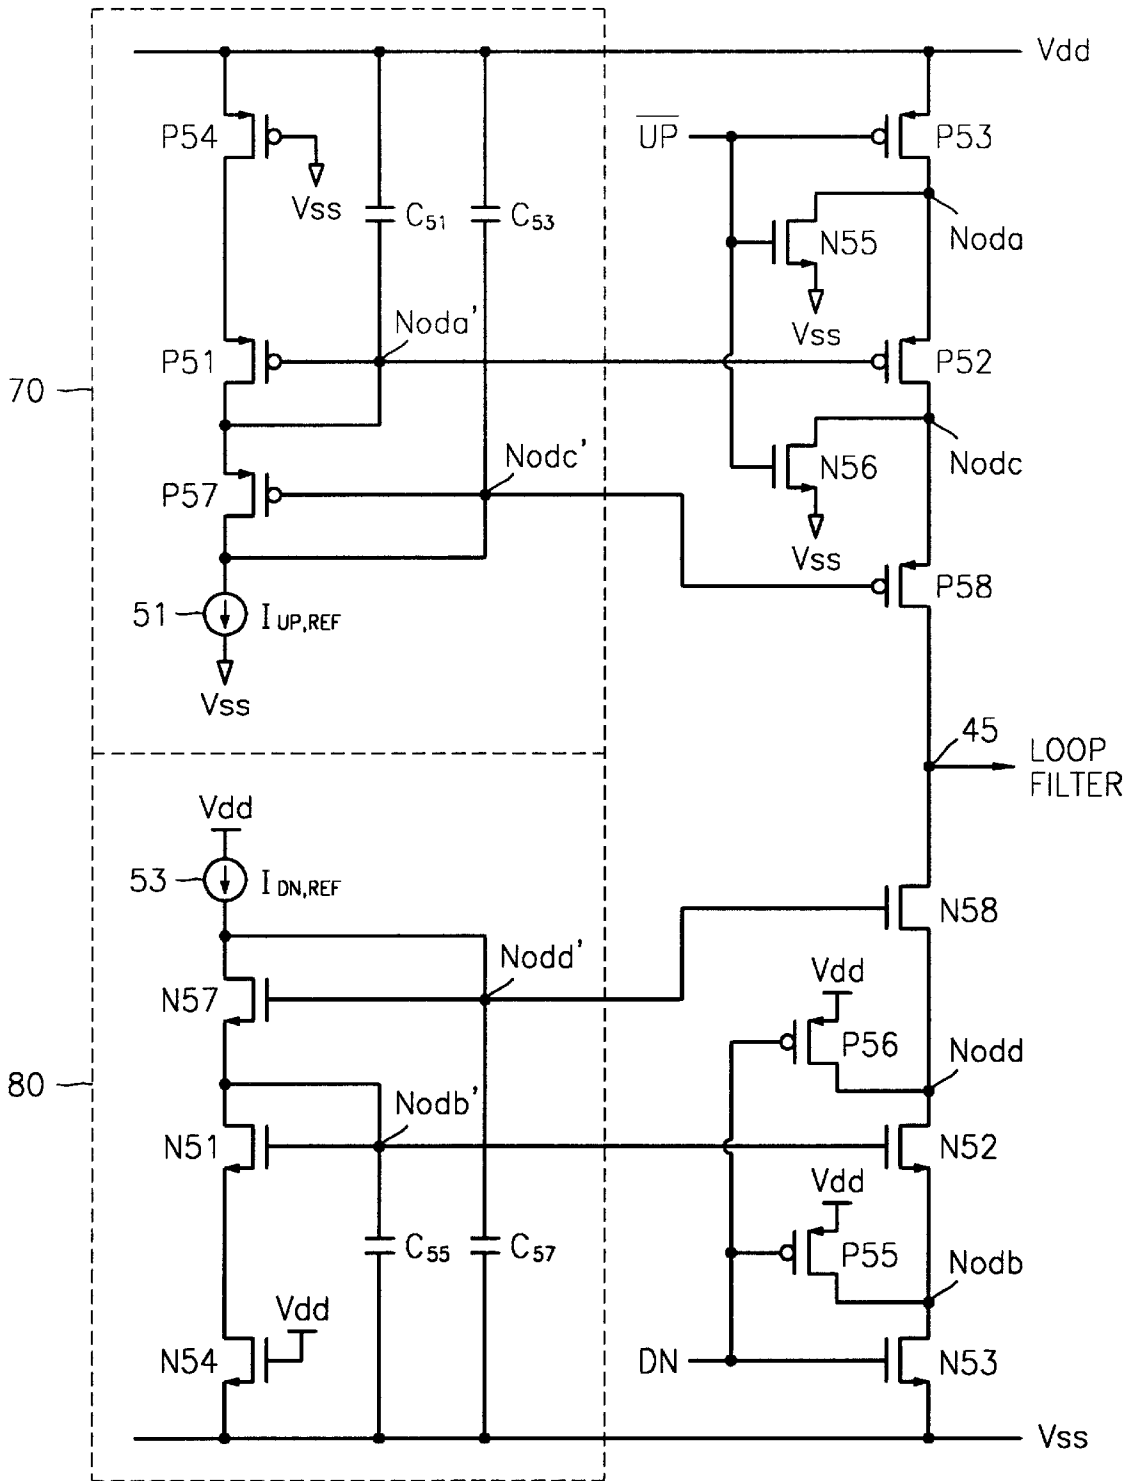 Vdd
P54
UP
P53
Vss
C51
C53
N55
Noda
Vss
Noda'
P51
P52
70
Nodc'
N56
Nodc
P57
Vss
P58
51
I UP,REF
Vss
45
LOOP
FILTER
Vdd
53
I DN,REF
N58
Nodd'
Vdd
N57
P56
Nodd
80
Nodb'
N51
N52
Vdd
C55
C57
P55
Nodb
Vdd
N54
DN
N53
Vss